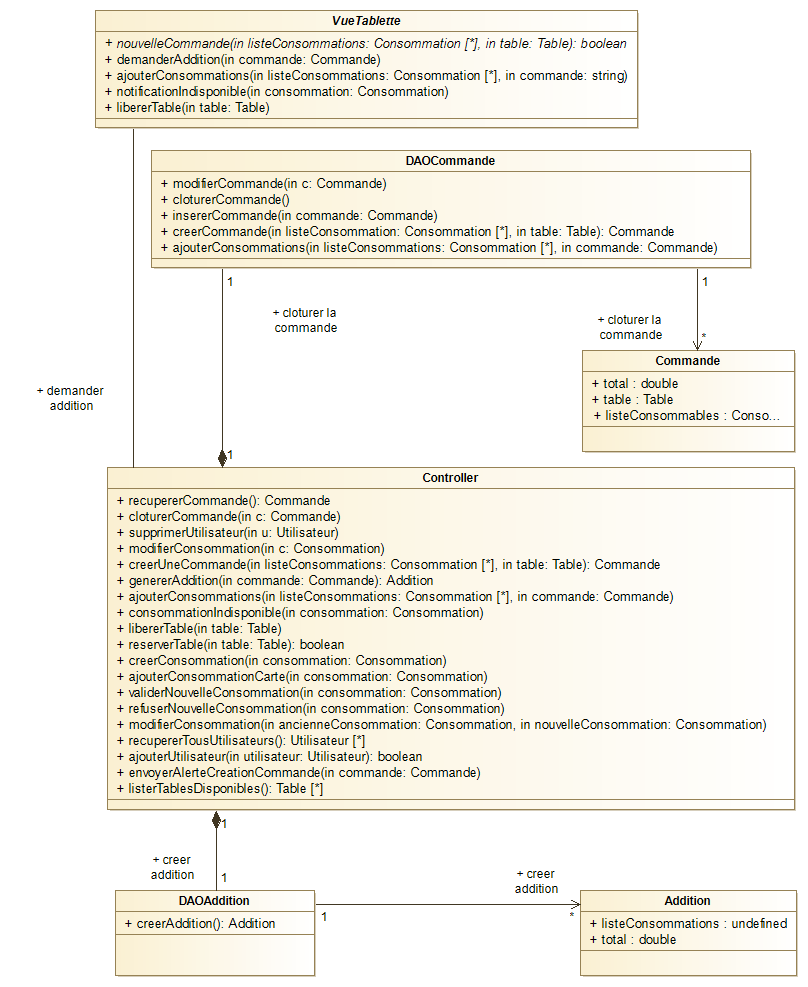 VueTablette
+ nouvelleCommande(in listeConsommations: Consommation [*], in table: Table): boolean
+ demanderAddition(in commande: Commande)
+ ajouterConsommations(in listeConsommations: Consommation [*], in commande: string)
+ notificationIndisponible(in consommation: Consommation)
+ libererTable(in table: Table)
DAOCommande
+ modifierCommande(in c: Commande)
+ cloturerCommande()
+ insererCommande(in commande: Commande)
+ creerCommande(in listeConsommation: Consommation [*], in table: Table): Commande
+ ajouterConsommations(in listeConsommations: Consommation [*], in commande: Commande)
1
1
+ cloturer la
commande
+ cloturer la
commande
*
Commande
+ total : double
+ table : Table
+ listeConsommables : Conso...
+ demander
addition
1
Controller
+ recupererCommande(): Commande
+ cloturerCommande(in c: Commande)
+ supprimerUtilisateur(in u: Utilisateur)
+ modifierConsommation(in c: Consommation)
+ creerUneCommande(in listeConsommations: Consommation [*], in table: Table): Commande
+ genererAddition(in commande: Commande): Addition
+ ajouterConsommations(in listeConsommations: Consommation [*], in commande: Commande)
+ consommationIndisponible(in consommation: Consommation)
+ libererTable(in table: Table)
+ reserverTable(in table: Table): boolean
+ creerConsommation(in consommation: Consommation)
+ ajouterConsommationCarte(in consommation: Consommation)
+ validerNouvelleConsommation(in consommation: Consommation)
+ refuserNouvelleConsommation(in consommation: Consommation)
+ modifierConsommation(in ancienneConsommation: Consommation, in nouvelleConsommation: Consommation)
+ recupererTousUtilisateurs(): Utilisateur [*]
+ ajouterUtilisateur(in utilisateur: Utilisateur): boolean
+ envoyerAlerteCreationCommande(in commande: Commande)
+ listerTablesDisponibles(): Table [*]
1
+ creer
addition
1
+ creer
addition
DAOAddition
+ creerAddition(): Addition
1
*
Addition
+ listeConsommations : undefined
+ total : double